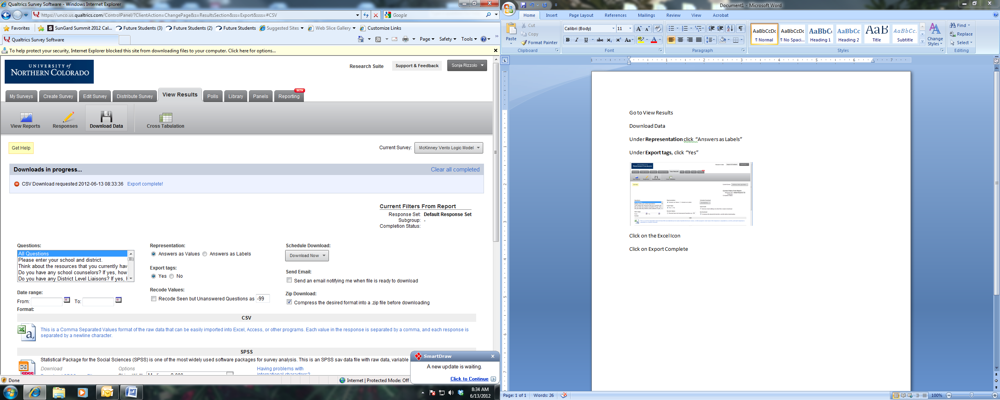 Qualtrics Survey Software - Windows Internet Explorer
https://unco.us.qualtrics.com/ControlPanel/?ClientAction=ChangePage&s=ResultsSection&ss=Export&sss=#CSV
Google
Favorites
SunGard Summit 2012 Cal...
Future Students (3)
Future Students (2)
Future Students
Suggested Sites
Web Slice Gallery
Customize Links
Qualtrics Survey Software
Page
Safety
Tools
To help protect your security, Internet Explorer blocked this site from downloading files to your computer. Click here for options...
UNIVERSITY of
NORTHERN COLORADO
Research Suite
Support & Feedback
Sonja Rizzolo
My Surveys
Create Survey
Edit Survey
Distribute Survey
View Results
Polls
Library
Panels
Reporting
BETA
View Reports
Responses
Download Data
Cross Tabulation
Get Help
Current Survey: McKinney Vento Logic Model
Downloads in progress...
Clear all completed
CSV Download requested 2012-06-13 08:33:36 Export complete!
Current Filters From Report
Response Set: Default Response Set
Subgroup: -
Completion Status:
Questions:
All Questions
Please enter your school and district.
Think about the resources that you currently hav
Do you have any school counselors? If yes, how
Do you have any District Level Liaisons? If yes, h
Date range:
From: To:
Format:
Representation:
Answers as Values Answers as Labels
Export tags:
Yes No
Recode Values:
Recode Seen but Unanswered Questions as -99
Schedule Download:
Download Now
Send Email:
Send an email notifying me when file is ready to download
Zip Download:
Compress the desired format into a .zip file before downloading
CSV
This is a Comma Separated Values format of the raw data that can be easily imported into Excel, Access, or other programs. Each value in the response is separated by a comma, and each response is
separated by a newline character.
SPSS
Statistical Package for the Social Sciences (SPSS) is one of the most widely used software packages for survey analysis. This is an SPSS sav data file with raw data, variable
Download
Options
Having problems with
international characters?
SmartDraw
A new update is waiting.
Click to Continue
Done
Internet | Protected Mode: Off
8:34 AM
6/13/2012
Document1 - Microsoft Word
Home
Insert
Page Layout
References
Mailings
Review
View
Acrobat
Paste
Cut
Copy
Format Painter
Clipboard
Calibri (Body)
11
Font
Paragraph
AaBbCcDc
¶ Normal
AaBbCcDc
¶ No Spaci...
AaBbC
Heading 1
AaBbCc
Heading 2
AaB
Title
AaBbCc.
Subtitle
Change
Styles
Styles
Find
Replace
Select
Editing
Go to View Results
Download Data
Under Representation click “Answers as Labels”
Under Export tags, click “Yes”
Click on the Excel Icon
Click on Export Complete
Page: 1 of 1
Words: 26
100%